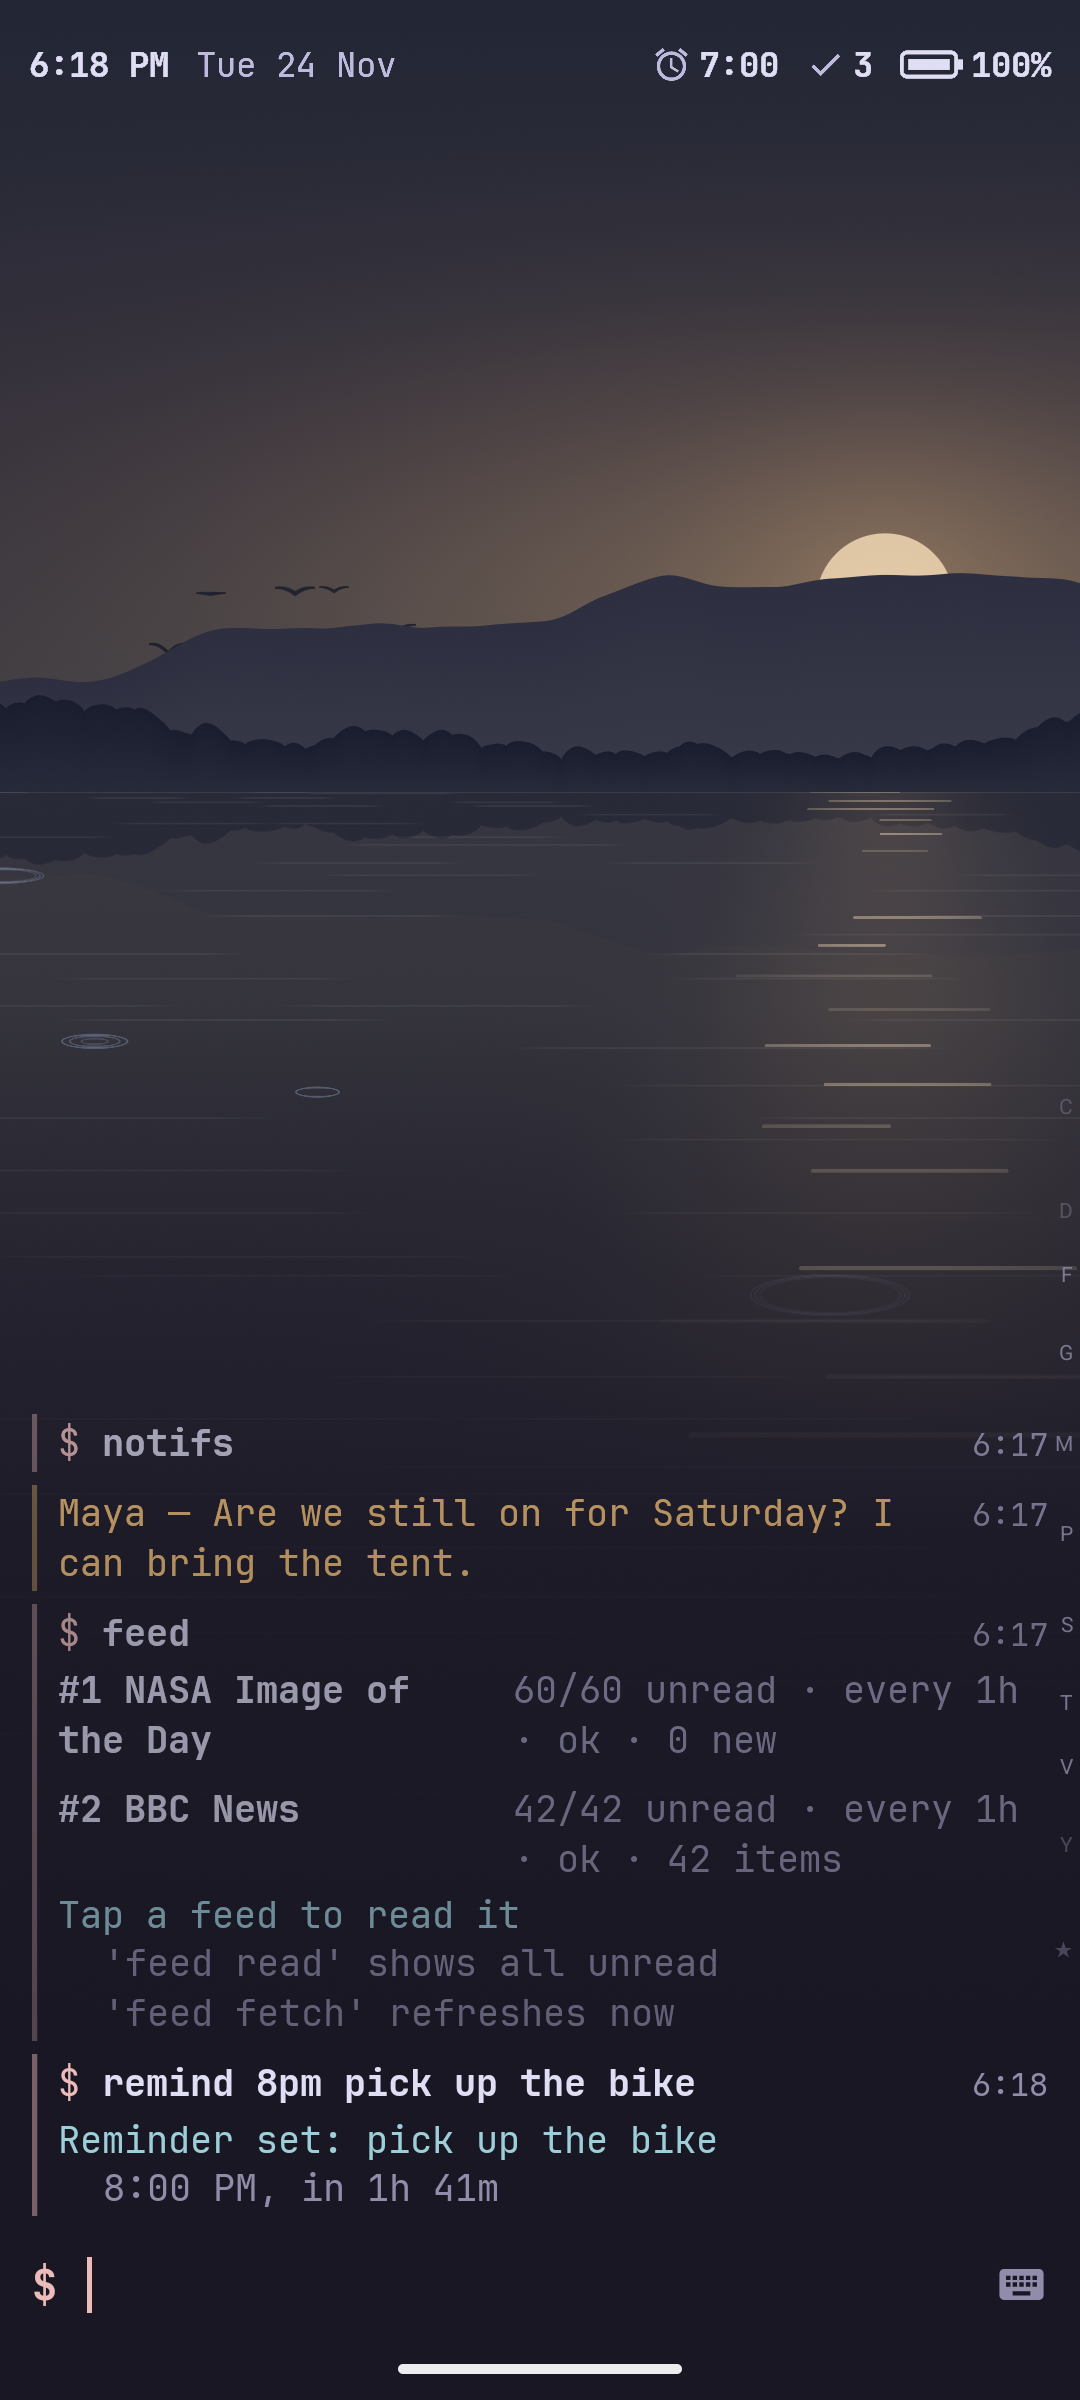 6:18 PM Tue 24 Nov 7:00 3 100%
C
D
F
G
$ notifs 6:17 M
Maya — Are we still on for Saturday? I 6:17
can bring the tent.
P
$ feed 6:17 S
#1 NASA Image of 60/60 unread · every 1h
the Day · ok · 0 new
T
V
#2 BBC News 42/42 unread · every 1h
· ok · 42 items
Y
Tap a feed to read it
'feed read' shows all unread
'feed fetch' refreshes now
$ remind 8pm pick up the bike 6:18
Reminder set: pick up the bike
8:00 PM, in 1h 41m
$